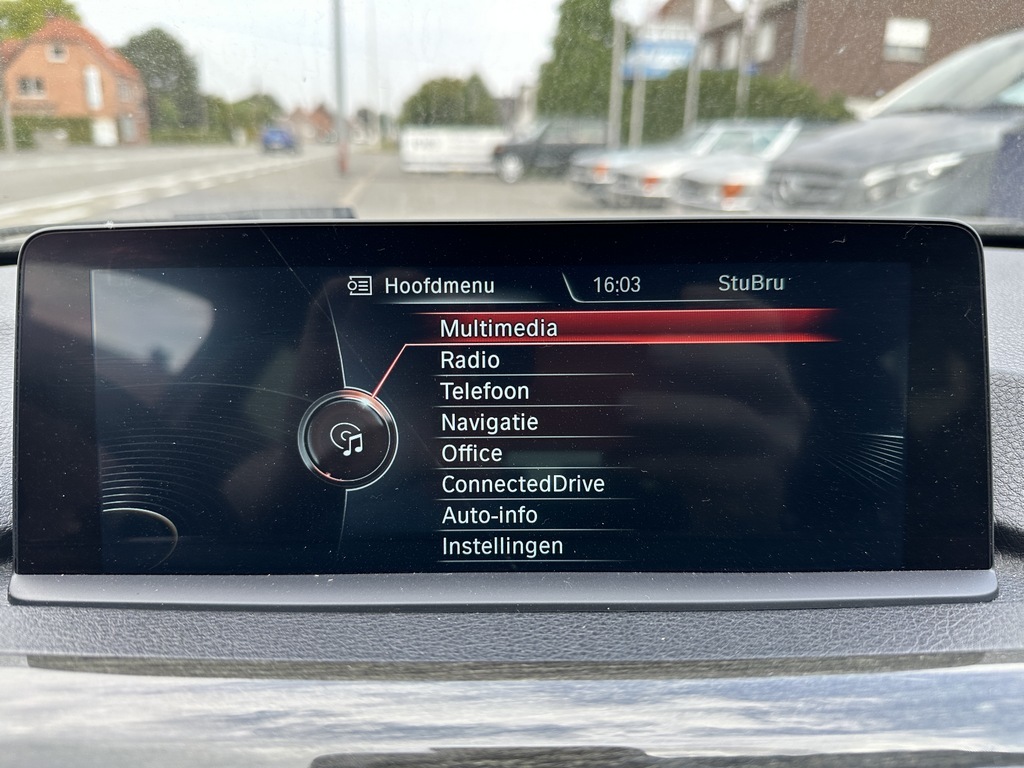 Hoofdmenu 16:03 StuBru
Multimedia
Radio
Telefoon
Navigatie
Office
ConnectedDrive
Auto-info
Instellingen